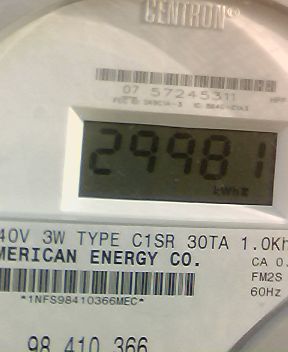 CENTRON®
07 57245311
29981
kWh
40V 3W TYPE C1SR 30TA 1.0Kh
MERICAN ENERGY CO.
CA 0.
FM2S
*1NFS98410366MEC*
60Hz
98 410 366